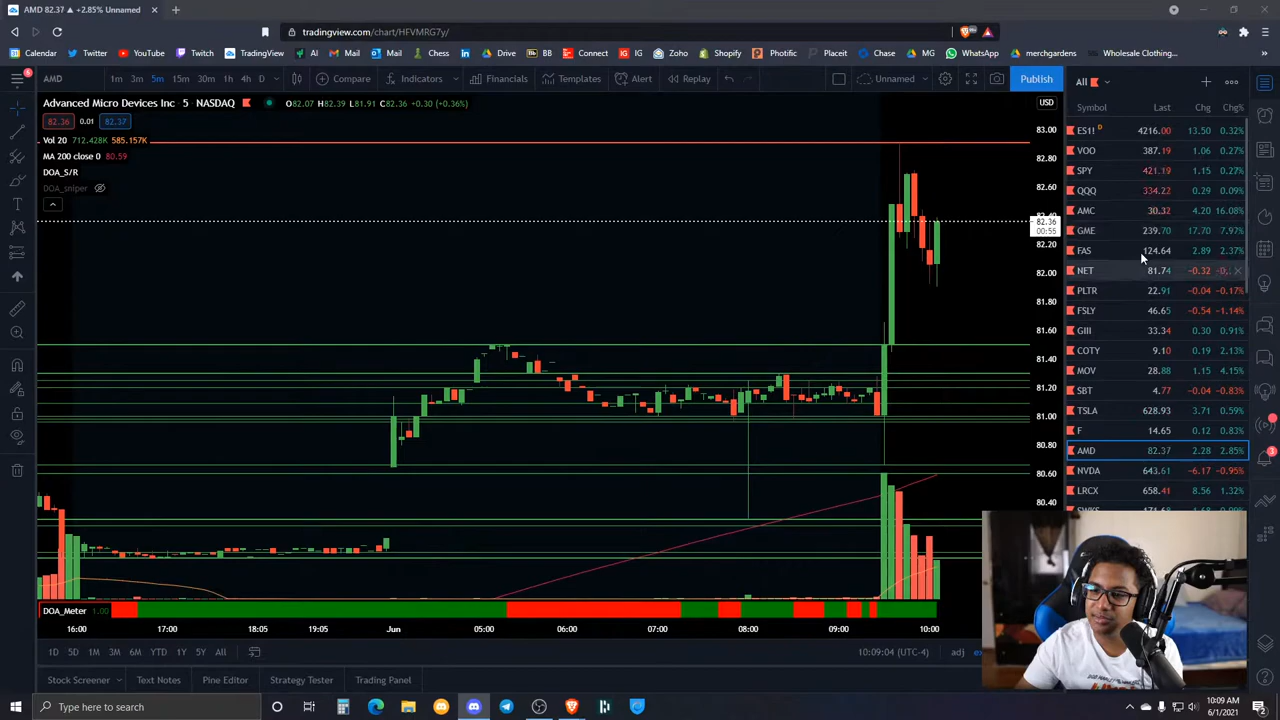 AMD 82.37 ▲ +2.85% Unnamed
tradingview.com/chart/HFVMRG7y/
Calendar Twitter YouTube Twitch TradingView AI Mail Chess Drive BB Connect IG Zoho Shopify Photific Placeit Chase WhatsApp merchgardens Wholesale Clothing...
AMD 1m 3m 5m 15m 30m 1h 4h D Compare Indicators Financials Templates Alert Replay Unnamed Publish All
Advanced Micro Devices Inc · 5 · NASDAQ O82.07 H82.39 L81.91 C82.36 +0.30 (+0.36%) USD
82.36 0.01 82.37
Vol 20 712.428K 585.157K
MA 200 close 0 80.59
DOA_S/R
DOA_sniper
83.00
82.80
82.60
82.40
82.36
00:55
82.20
82.00
81.80
81.60
81.40
81.20
81.00
80.80
80.60
80.40
Symbol Last Chg Chg%
ES1! D 4216.00 13.50 0.32%
VOO 387.19 1.06 0.27%
SPY 421.19 1.15 0.27%
QQQ 334.22 0.29 0.09%
AMC 30.32 4.20 16.08%
GME 239.70 17.70 7.97%
FAS 124.64 2.89 2.37%
NET 81.74 -0.32
PLTR 22.91 -0.04 -0.17%
FSLY 46.65 -0.54 -1.14%
GIII 33.34 0.30 0.91%
COTY 9.10 0.19 2.13%
MOV 28.88 1.15 4.15%
SBT 4.77 -0.04 -0.83%
TSLA 628.93 3.71 0.59%
F 14.65 0.12 0.83%
AMD 82.37 2.28 2.85%
NVDA 643.61 -6.17 -0.95%
LRCX 658.41 8.56 1.32%
DOA_Meter 1.00
16:00 17:00 18:05 19:05 Jun 05:00 06:00 07:00 08:00 09:00 10:00
1D 5D 1M 3M 6M YTD 1Y 5Y All 10:09:04 (UTC-4) adj
Stock Screener Text Notes Pine Editor Strategy Tester Trading Panel
Type here to search
10:09 AM
6/1/2021